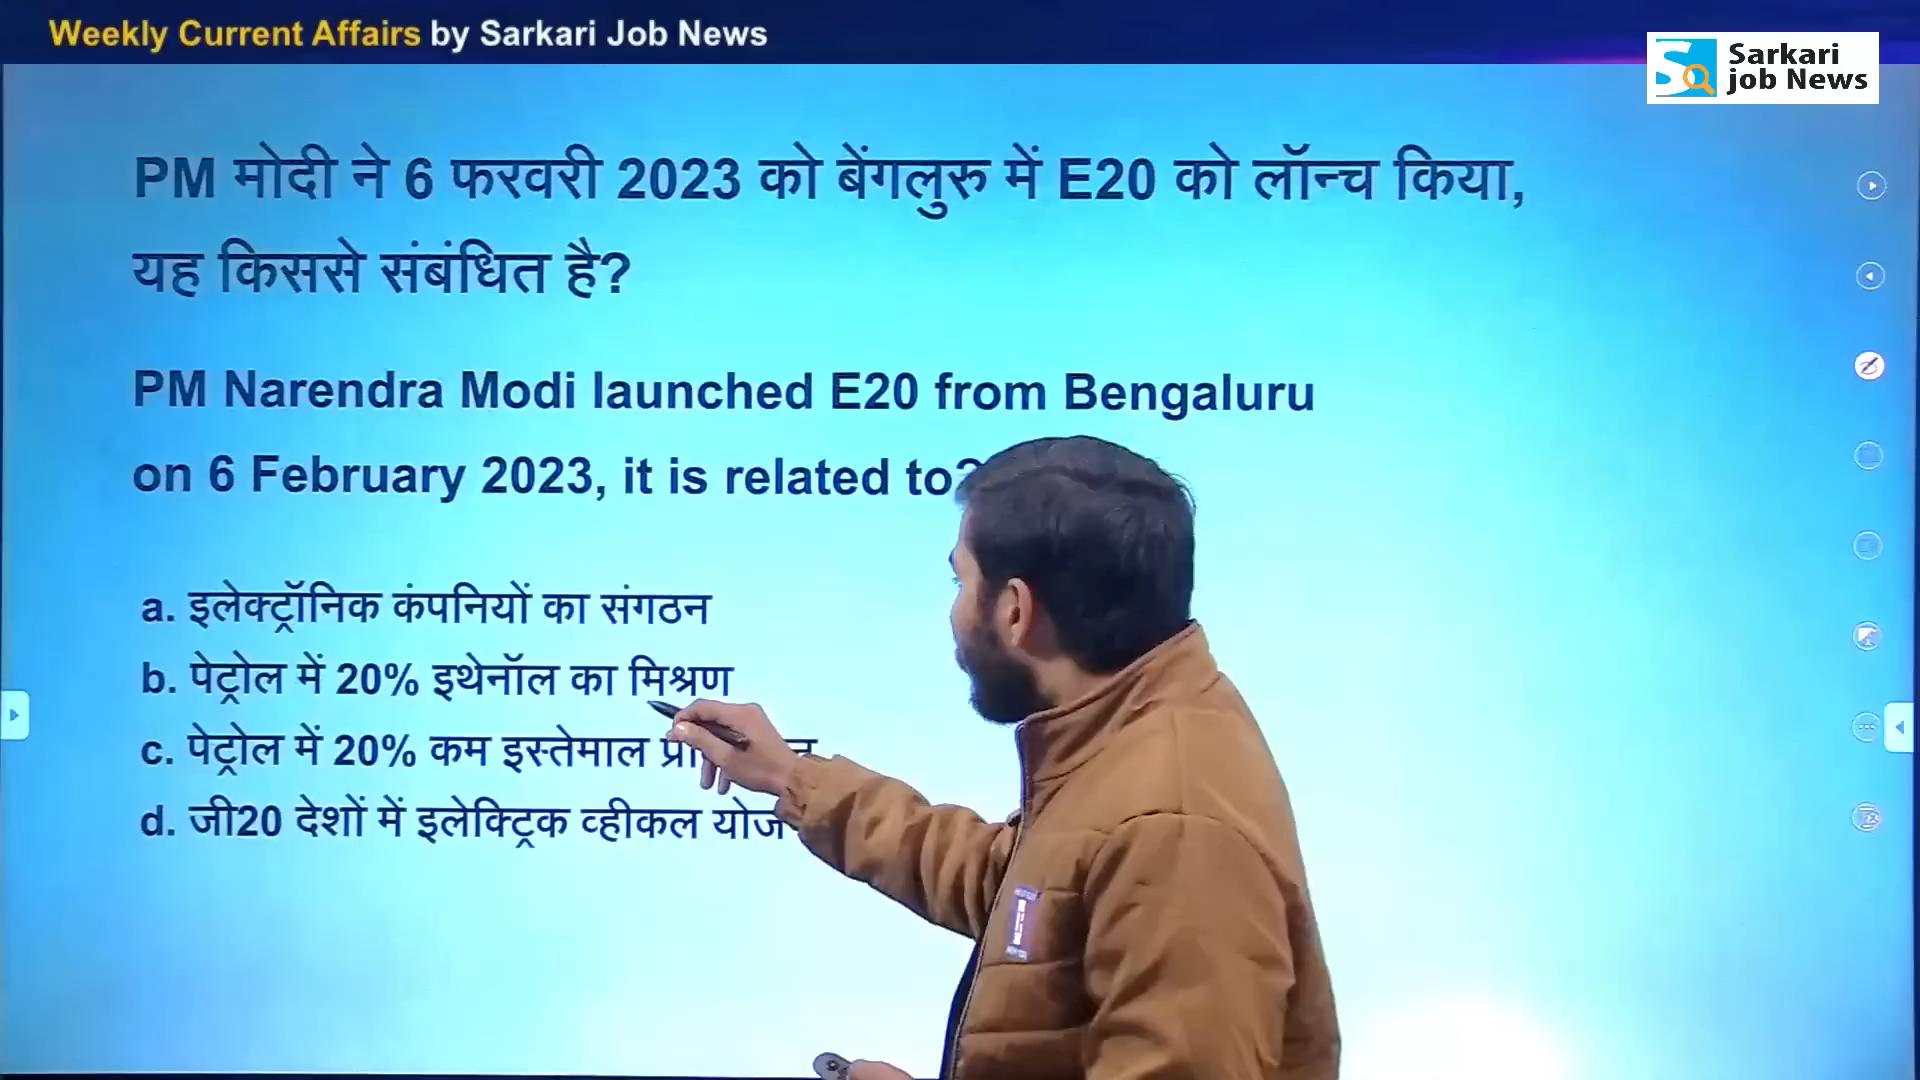 Weekly Current Affairs by Sarkari Job News
Sarkari
job News
PM मोदी ने 6 फरवरी 2023 को बेंगलुरु में E20 को लॉन्च किया,
यह किससे संबंधित है?
PM Narendra Modi launched E20 from Bengaluru
on 6 February 2023, it is related to?
a. इलेक्ट्रॉनिक कंपनियों का संगठन
b. पेट्रोल में 20% इथेनॉल का मिश्रण
c. पेट्रोल में 20% कम इस्तेमाल
d. जी20 देशों में इलेक्ट्रिक व्हीकल